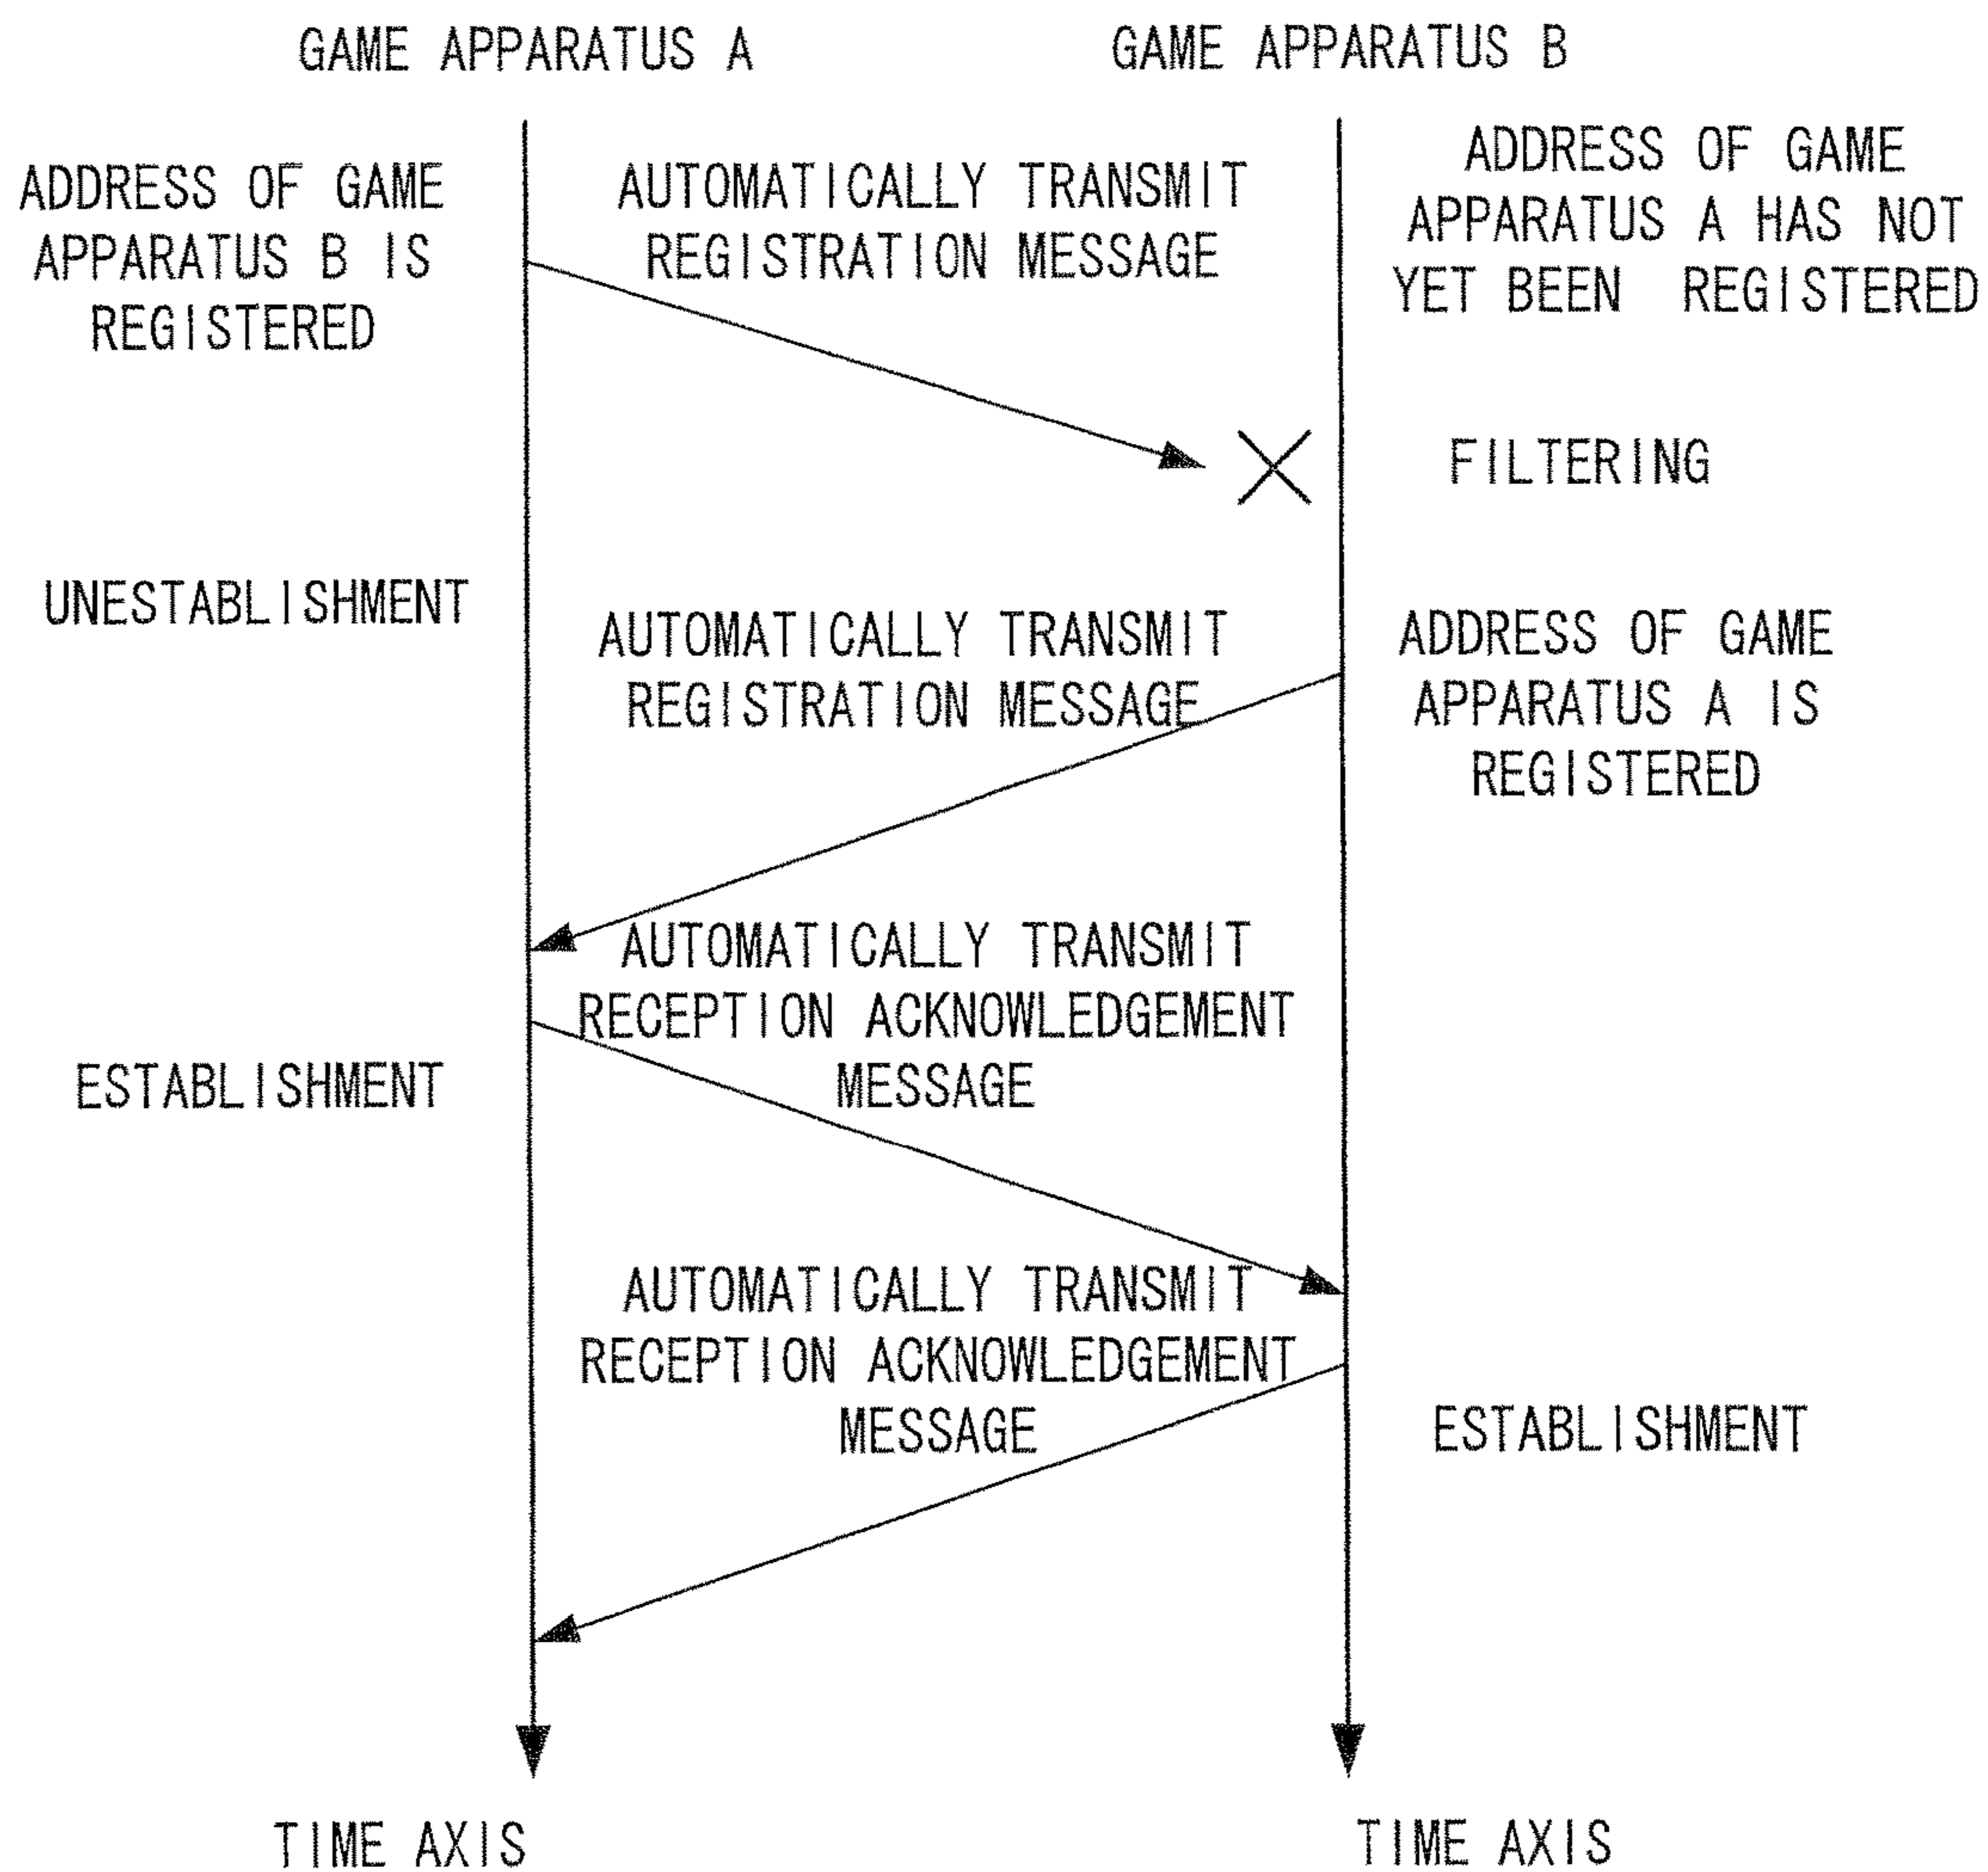 GAME APPARATUS A
GAME APPARATUS B
ADDRESS OF GAME
APPARATUS B IS
REGISTERED
AUTOMATICALLY TRANSMIT
REGISTRATION MESSAGE
ADDRESS OF GAME
APPARATUS A HAS NOT
YET BEEN REGISTERED
FILTERING
UNESTABLISHMENT
AUTOMATICALLY TRANSMIT
REGISTRATION MESSAGE
ADDRESS OF GAME
APPARATUS A IS
REGISTERED
AUTOMATICALLY TRANSMIT
RECEPTION ACKNOWLEDGEMENT
MESSAGE
ESTABLISHMENT
AUTOMATICALLY TRANSMIT
RECEPTION ACKNOWLEDGEMENT
MESSAGE
ESTABLISHMENT
TIME AXIS
TIME AXIS